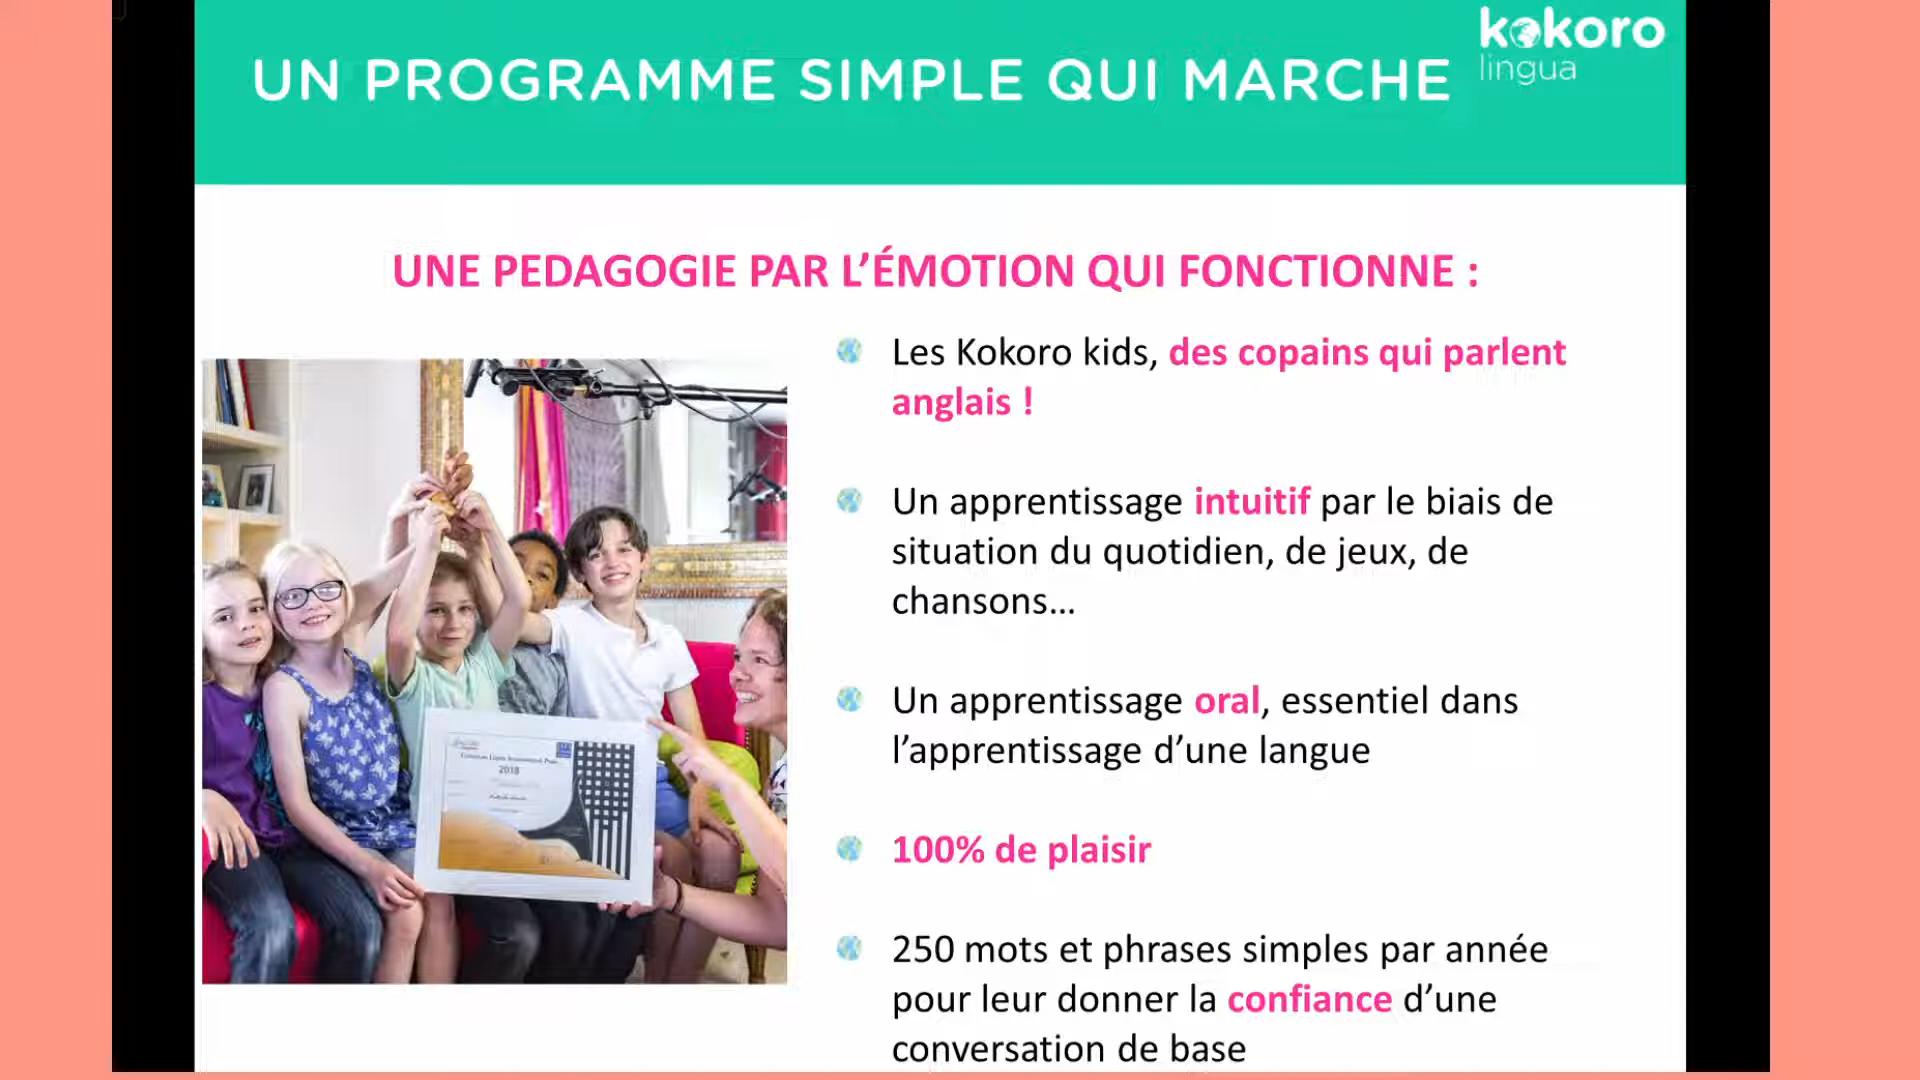 UN PROGRAMME SIMPLE QUI MARCHE
kokoro
lingua
UNE PEDAGOGIE PAR L’ÉMOTION QUI FONCTIONNE :
Les Kokoro kids, des copains qui parlent
anglais !
Un apprentissage intuitif par le biais de
situation du quotidien, de jeux, de
chansons…
Un apprentissage oral, essentiel dans
l’apprentissage d’une langue
100% de plaisir
250 mots et phrases simples par année
pour leur donner la confiance d’une
conversation de base
2018